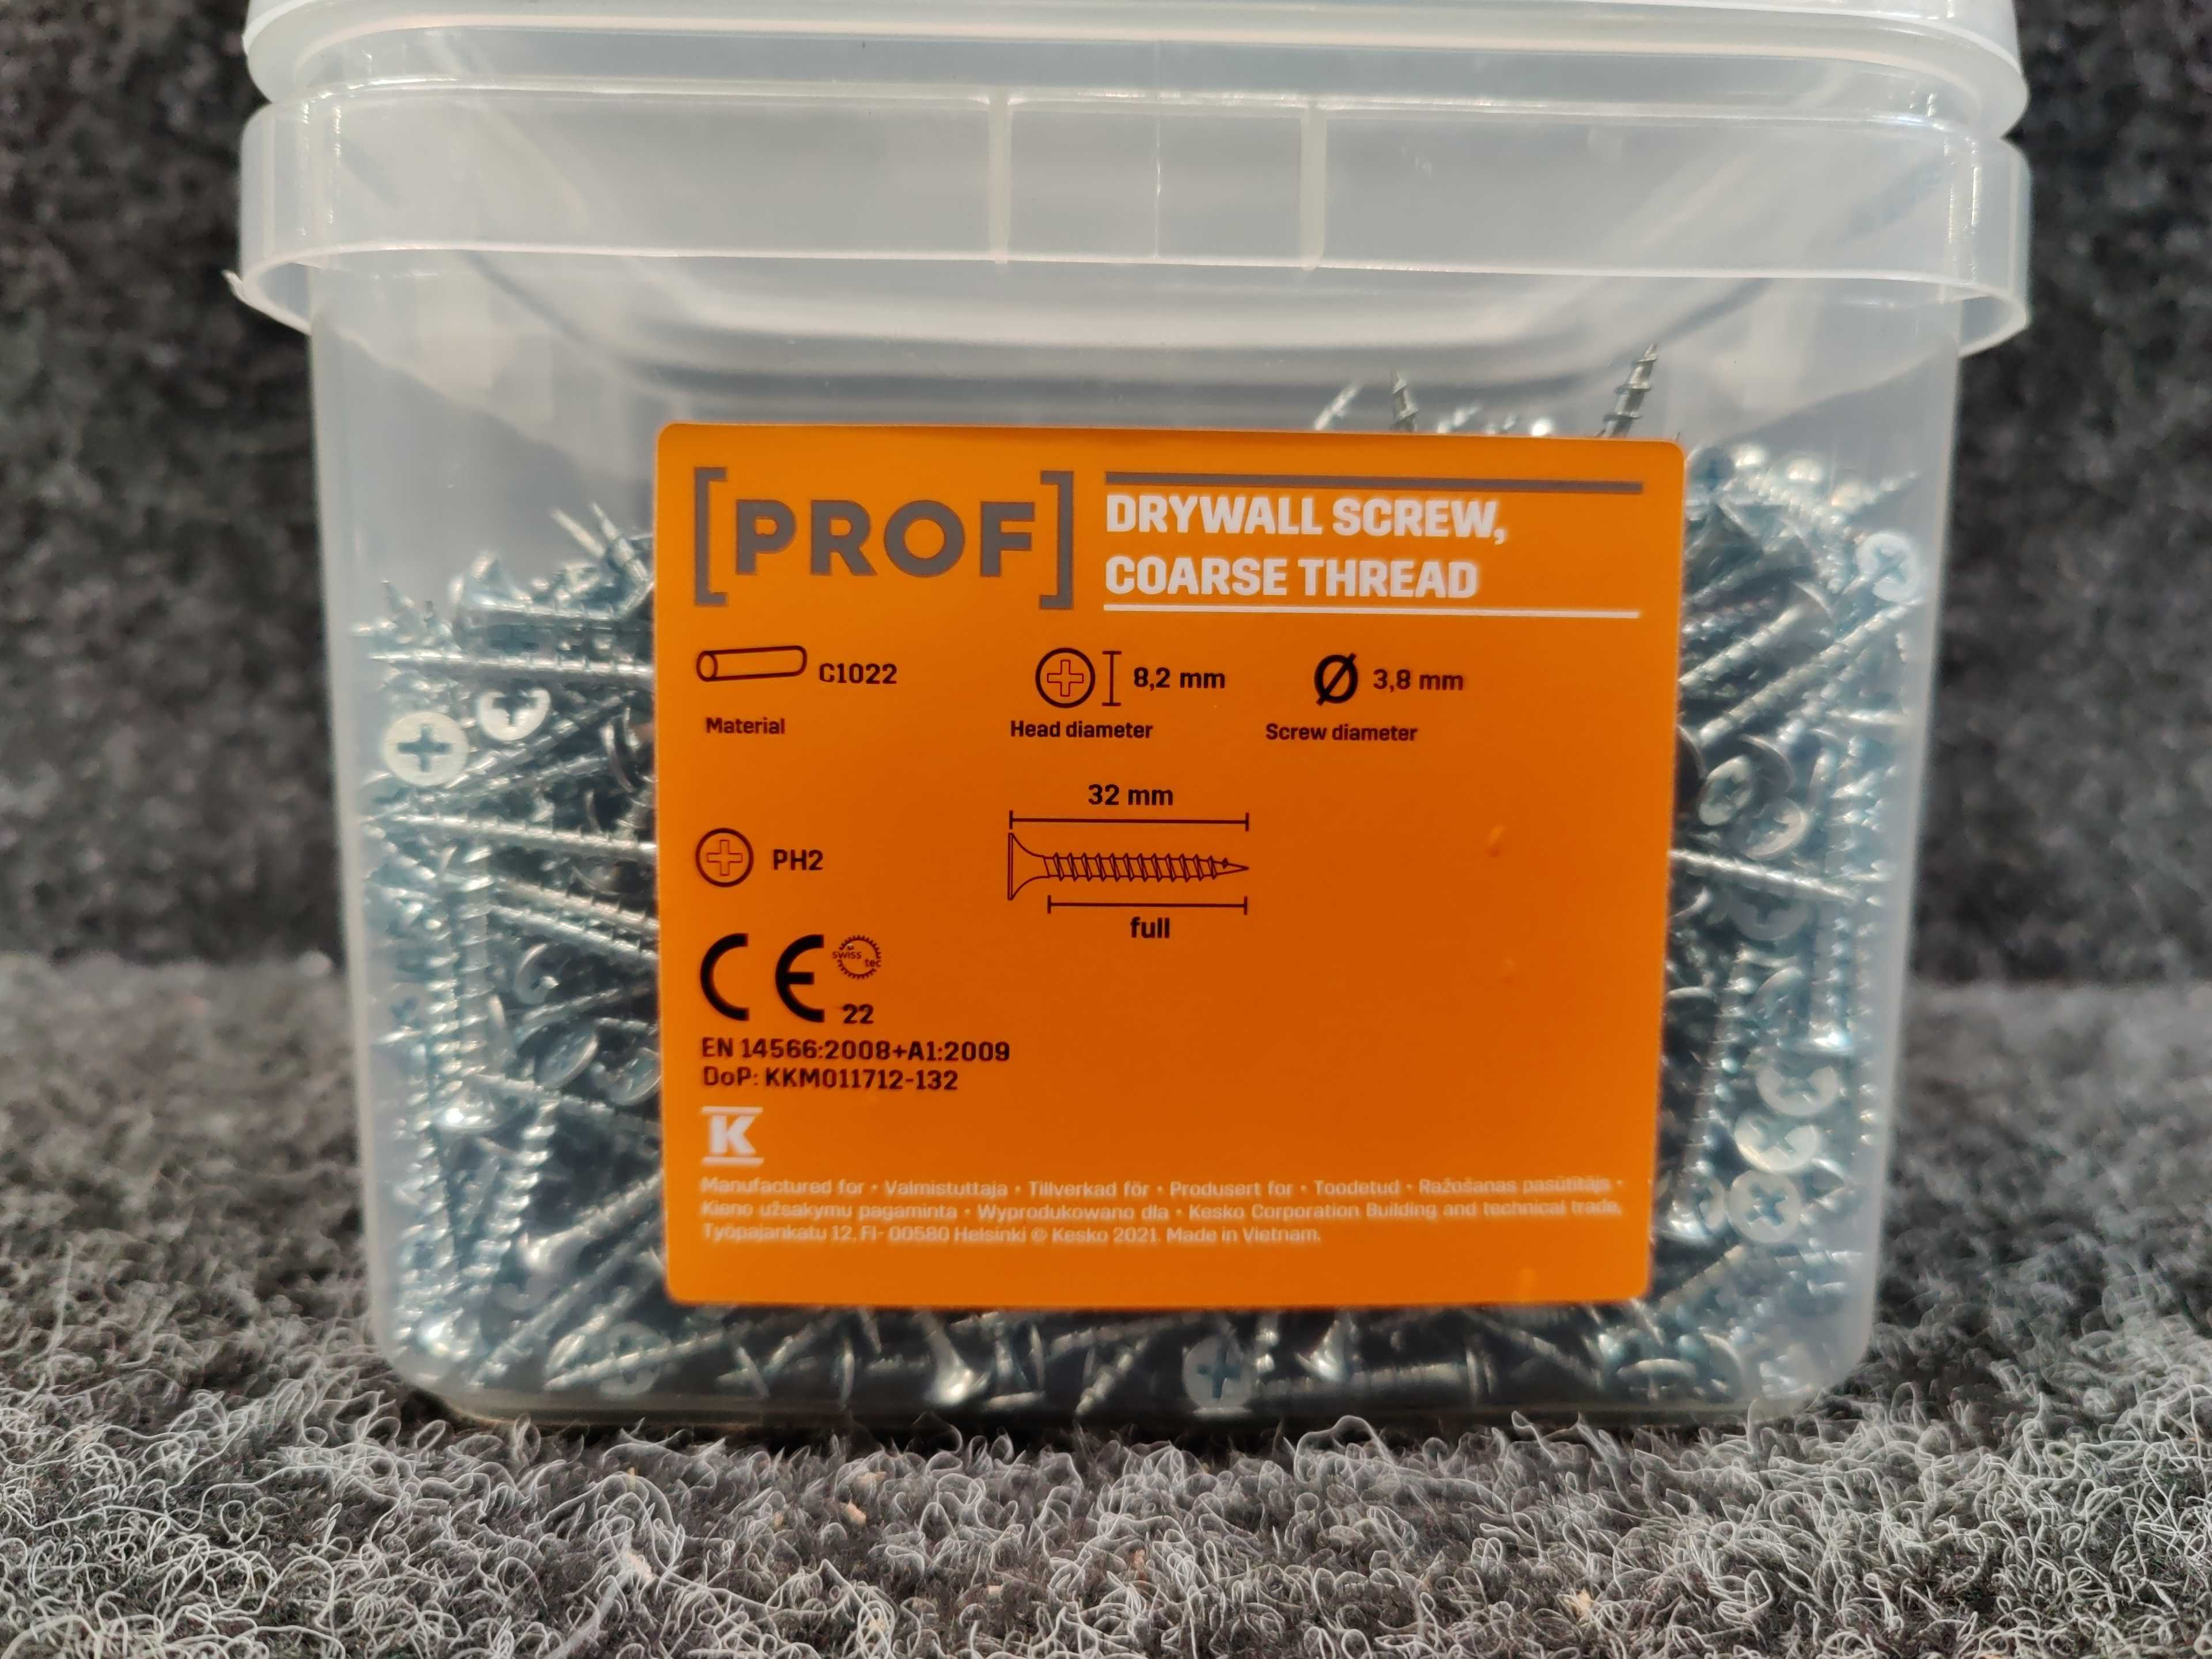 [PROF]
DRYWALL SCREW,
COARSE THREAD
C1022
Material
8,2 mm
Head diameter
Ø 3,8 mm
Screw diameter
PH2
32 mm
full
CE
swiss tec
22
EN 14566:2008+A1:2009
DoP: KKM011712-132
K
Manufactured for • Valmistuttaja • Tillverkad för • Produsert for • Toodetud • Ražošanas pasūtītājs •
Kieno užsakymu pagaminta • Wyprodukowano dla • Kesko Corporation Building and technical trade,
Työpajankatu 12, FI- 00580 Helsinki © Kesko 2021. Made in Vietnam.